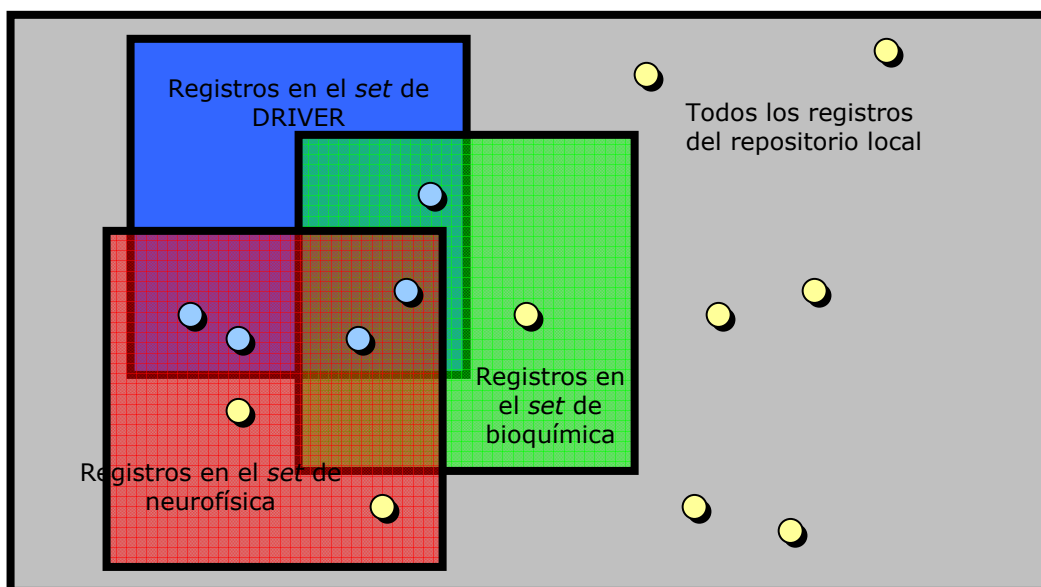 Registros en el set de
DRIVER
Todos los registros
del repositorio local
Registros en
el set de
bioquímica
Registros en el set de
neurofísica